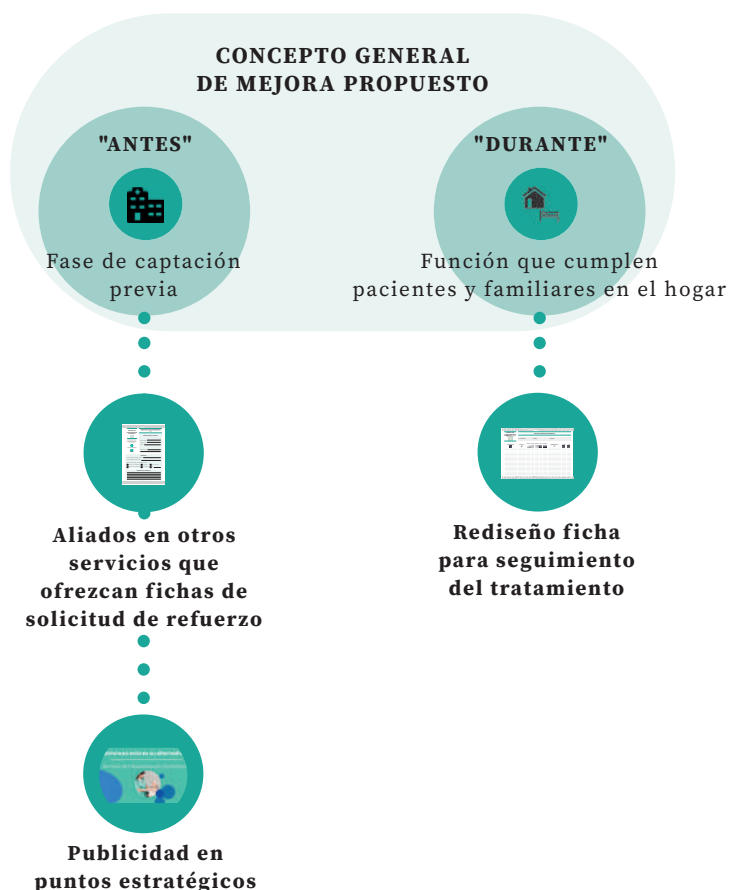 CONCEPTO GENERAL
DE MEJORA PROPUESTO
"ANTES"
Fase de captación
previa
"DURANTE"
Función que cumplen
pacientes y familiares en el hogar
Aliados en otros
servicios que
ofrezcan fichas de
solicitud de refuerzo
Rediseño ficha
para seguimiento
del tratamiento
Publicidad en
puntos estratégicos